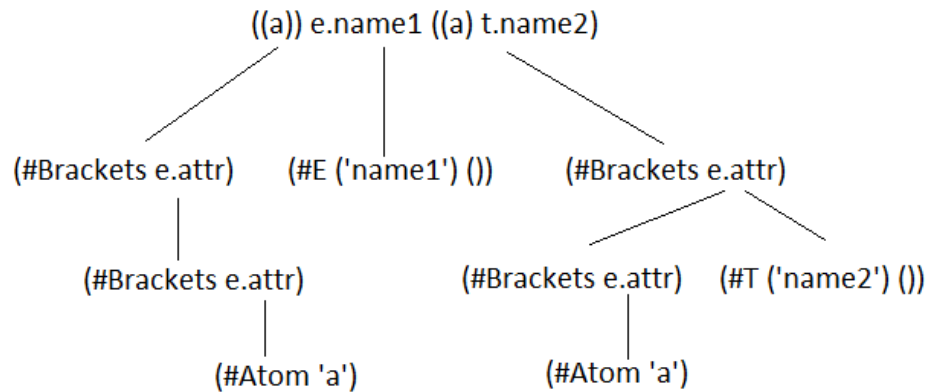 ((a)) e.name1 ((a) t.name2)
(#Brackets e.attr) (#E ('name1') ()) (#Brackets e.attr)
(#Brackets e.attr) (#Brackets e.attr) (#T ('name2') ())
(#Atom 'a') (#Atom 'a')